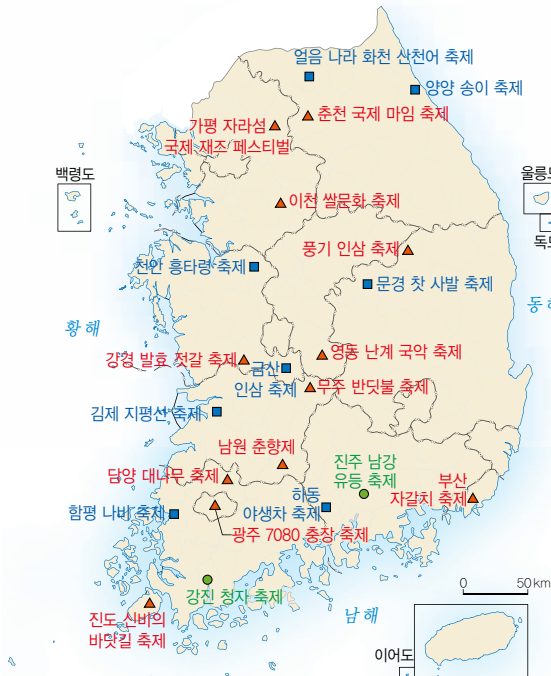 얼음 나라 화천 산천어 축제
양양 송이 축제
춘천 국제 마임 축제
가평 자라섬
국제 재즈 페스티벌
백령도
울릉도
독도
이천 쌀문화 축제
풍기 인삼 축제
천안 흥타령 축제
문경 찻 사발 축제
동해
황해
강경 발효 젓갈 축제
영동 난계 국악 축제
금산
인삼 축제
무주 반딧불 축제
김제 지평선 축제
남원 춘향제
진주 남강
유등 축제
담양 대나무 축제
부산
자갈치 축제
하동
야생차 축제
함평 나비 축제
광주 7080 충장 축제
강진 청자 축제
0 50km
진도 신비의
바닷길 축제
남해
이어도